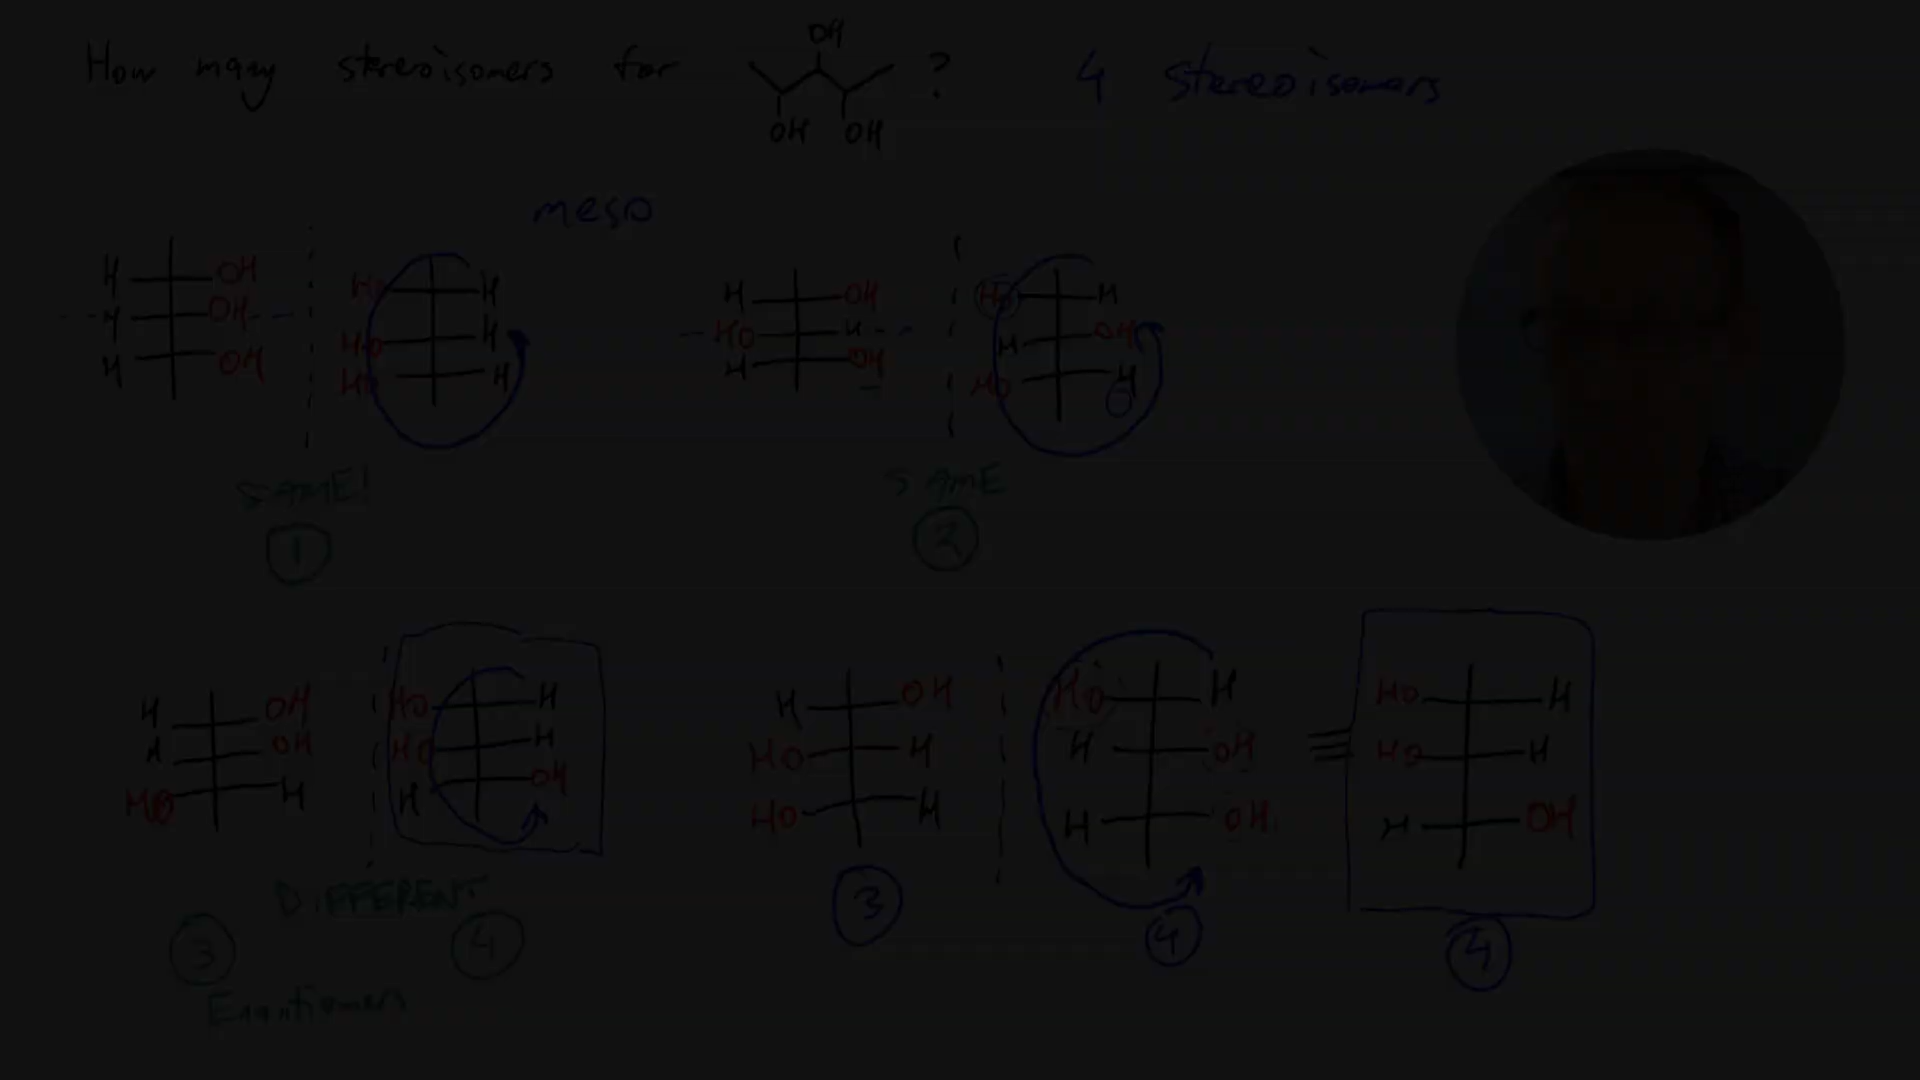 How many stereoisomers for ? 4 stereoisomers
OH
OH OH
meso
H OH HO H H OH HO H
H OH HO H HO H H OH
H OH HO H H OH HO H
SAME! SAME
1 2
H OH HO H H OH HO H HO H
H OH HO H HO H H OH HO H
HO H H OH HO H H OH H OH
DIFFERENT
3 4 3 4 4
Enantiomers